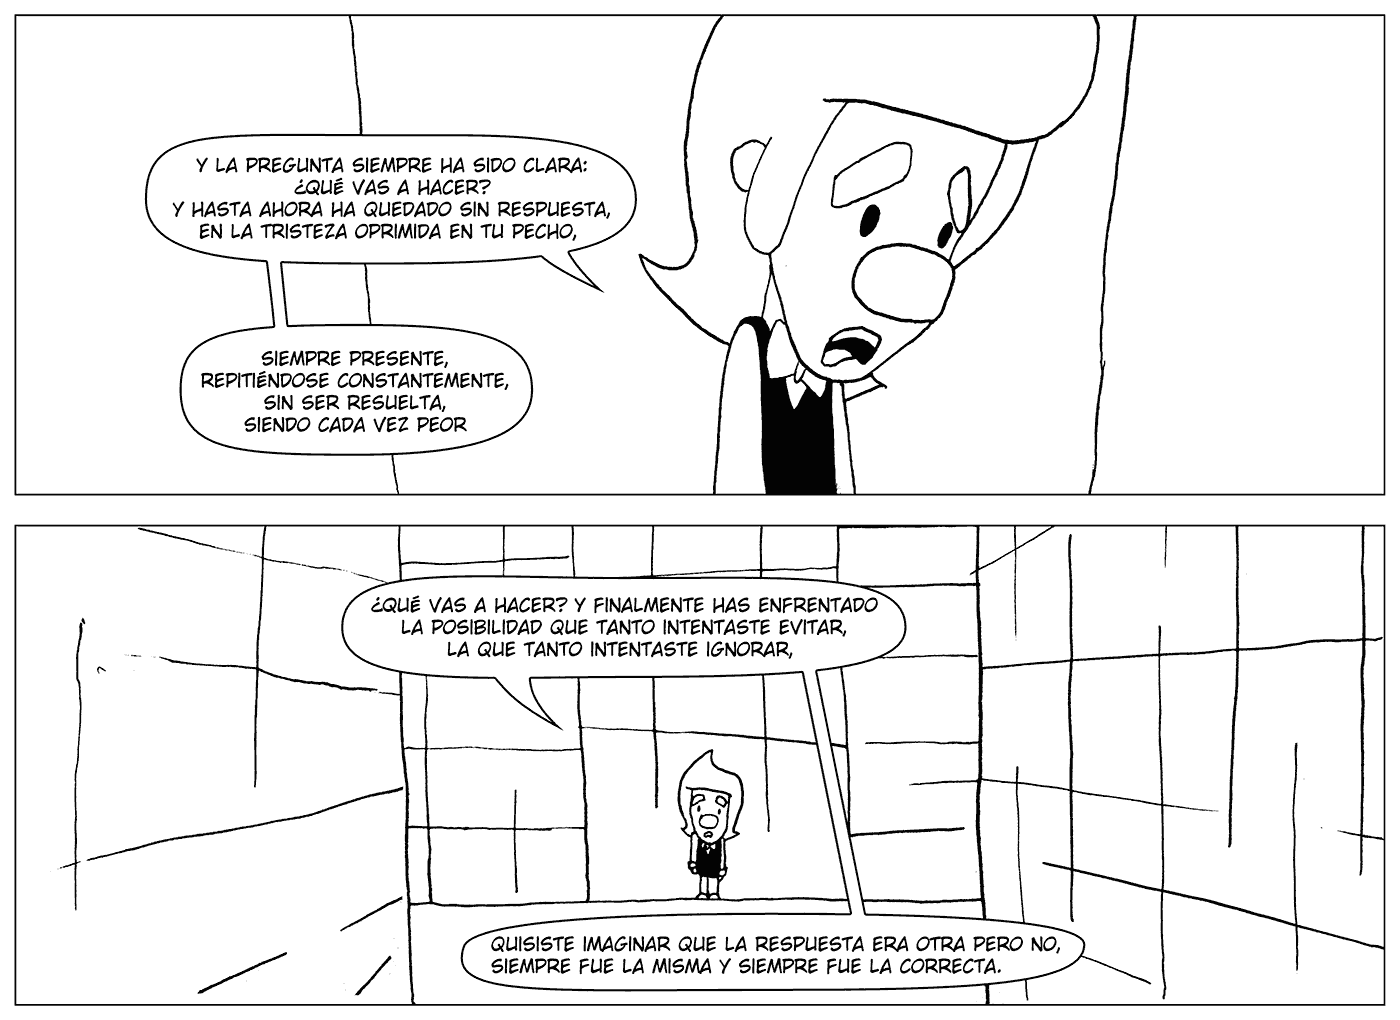 Y LA PREGUNTA SIEMPRE HA SIDO CLARA:
¿QUÉ VAS A HACER?
Y HASTA AHORA HA QUEDADO SIN RESPUESTA,
EN LA TRISTEZA OPRIMIDA EN TU PECHO,
SIEMPRE PRESENTE,
REPITIÉNDOSE CONSTANTEMENTE,
SIN SER RESUELTA,
SIENDO CADA VEZ PEOR
¿QUÉ VAS A HACER? Y FINALMENTE HAS ENFRENTADO
LA POSIBILIDAD QUE TANTO INTENTASTE EVITAR,
LA QUE TANTO INTENTASTE IGNORAR,
QUISISTE IMAGINAR QUE LA RESPUESTA ERA OTRA PERO NO,
SIEMPRE FUE LA MISMA Y SIEMPRE FUE LA CORRECTA.